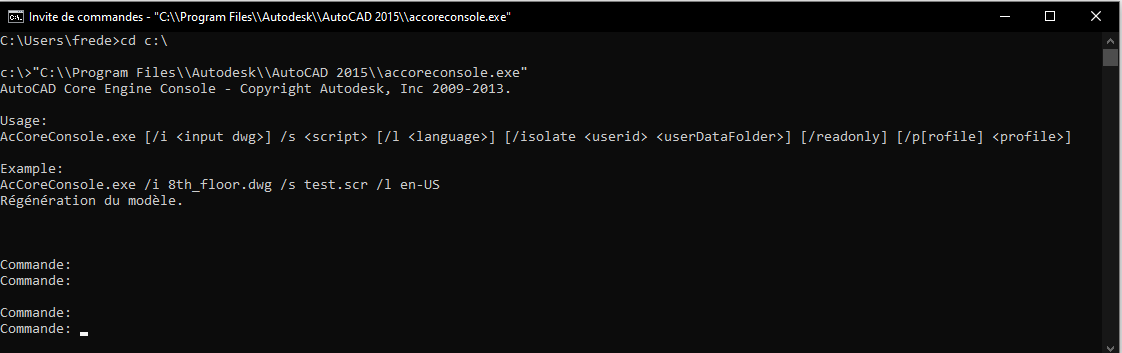 Invite de commandes - "C:\\Program Files\\Autodesk\\AutoCAD 2015\\accoreconsole.exe"
C:\Users\frede>cd c:\
c:\>"C:\\Program Files\\Autodesk\\AutoCAD 2015\\accoreconsole.exe"
AutoCAD Core Engine Console - Copyright Autodesk, Inc 2009-2013.
Usage:
AcCoreConsole.exe [/i <input dwg>] /s <script> [/l <language>] [/isolate <userid> <userDataFolder>] [/readonly] [/p[rofile] <profile>]
Example:
AcCoreConsole.exe /i 8th_floor.dwg /s test.scr /l en-US
Régénération du modèle.
Commande:
Commande:
Commande:
Commande: